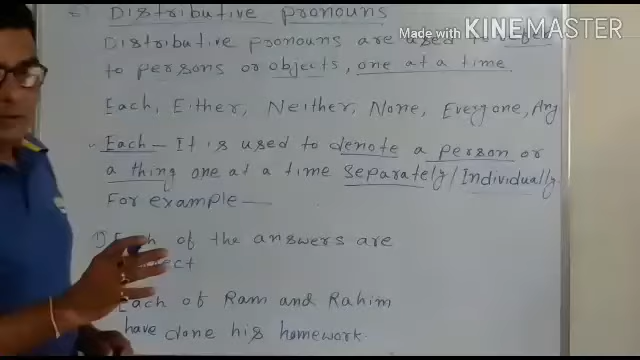 Distributive pronouns
Made with KINEMASTER
Distributive pronouns are used to
to persons or objects, one at a time.
Each, Either, Neither, None, Everyone, Any
Each - It is used to denote a person or
a thing one at a time separately/Individually.
For example —
1) Each of the answers are
Each of Ram and Rahim
have done his homework.